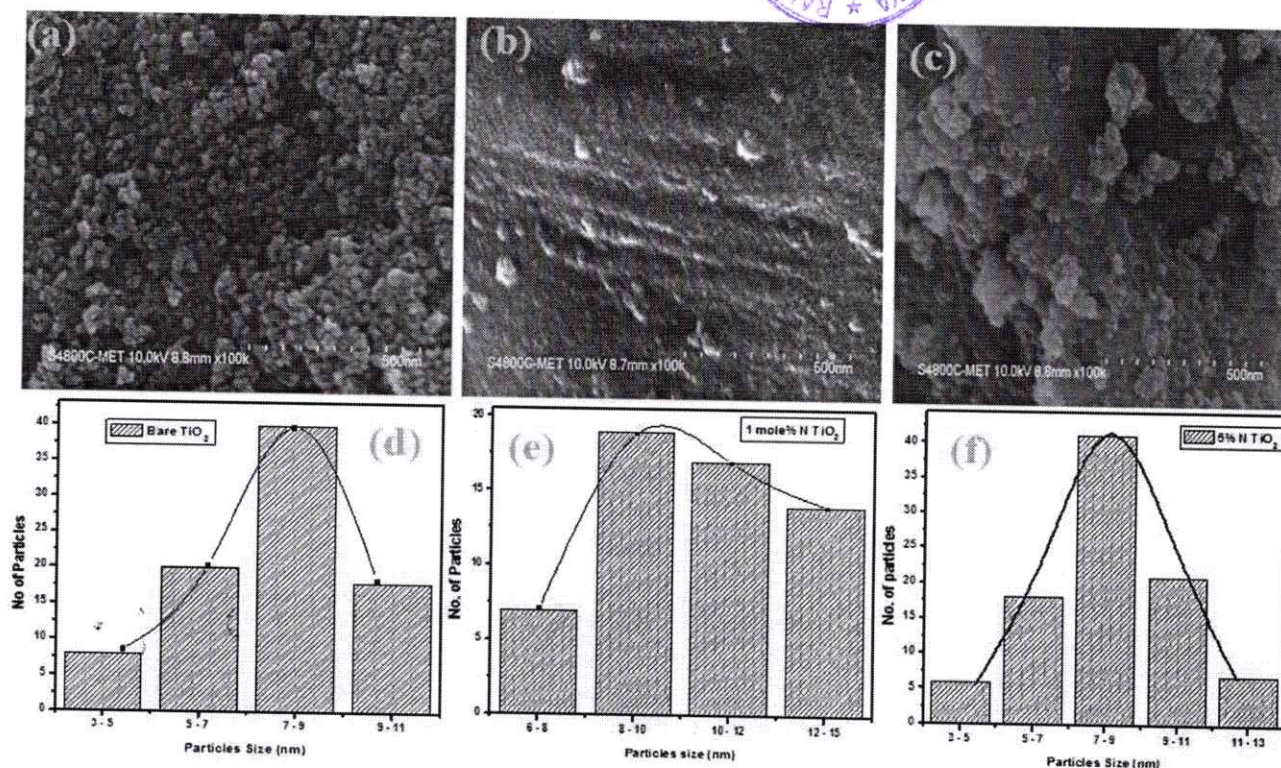 (a)
(b)
(c)
S4800C-MET 10.0kV 8.8mm x100k 500nm
S4800C-MET 10.0kV 8.7mm x100k 500nm
S4800C-MET 10.0kV 8.8mm x100k 500nm
(d)
Bare TiO₂
No of Particles
40
35
30
25
20
15
10
5
0
3 - 5
5 - 7
7 - 9
9 - 11
Particles Size (nm)
(e)
1 mole% N TiO₂
No. of Particles
20
15
10
5
0
6 - 8
8 - 10
10 - 12
12 - 15
Particles size (nm)
(f)
5% N TiO₂
No. of particles
40
35
30
25
20
15
10
5
0
3 - 5
5 - 7
7 - 9
9 - 11
11 - 13
Particles Size (nm)